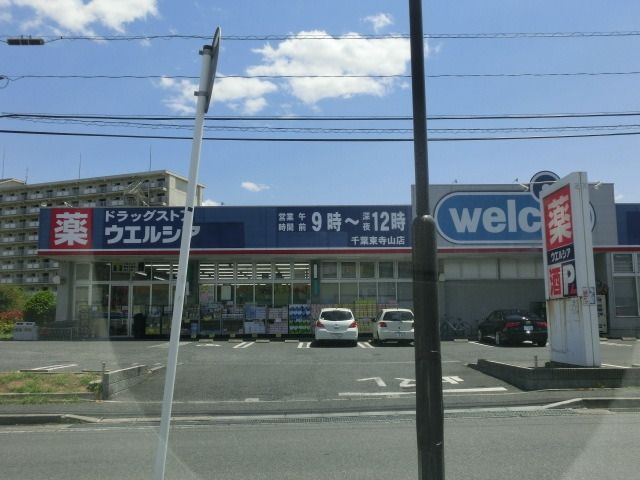 薬
ドラッグスト
ウエルシア
営業時間 午前 9時～深夜12時
千葉東寺山店
welc
薬
ウエルシア
酒 P